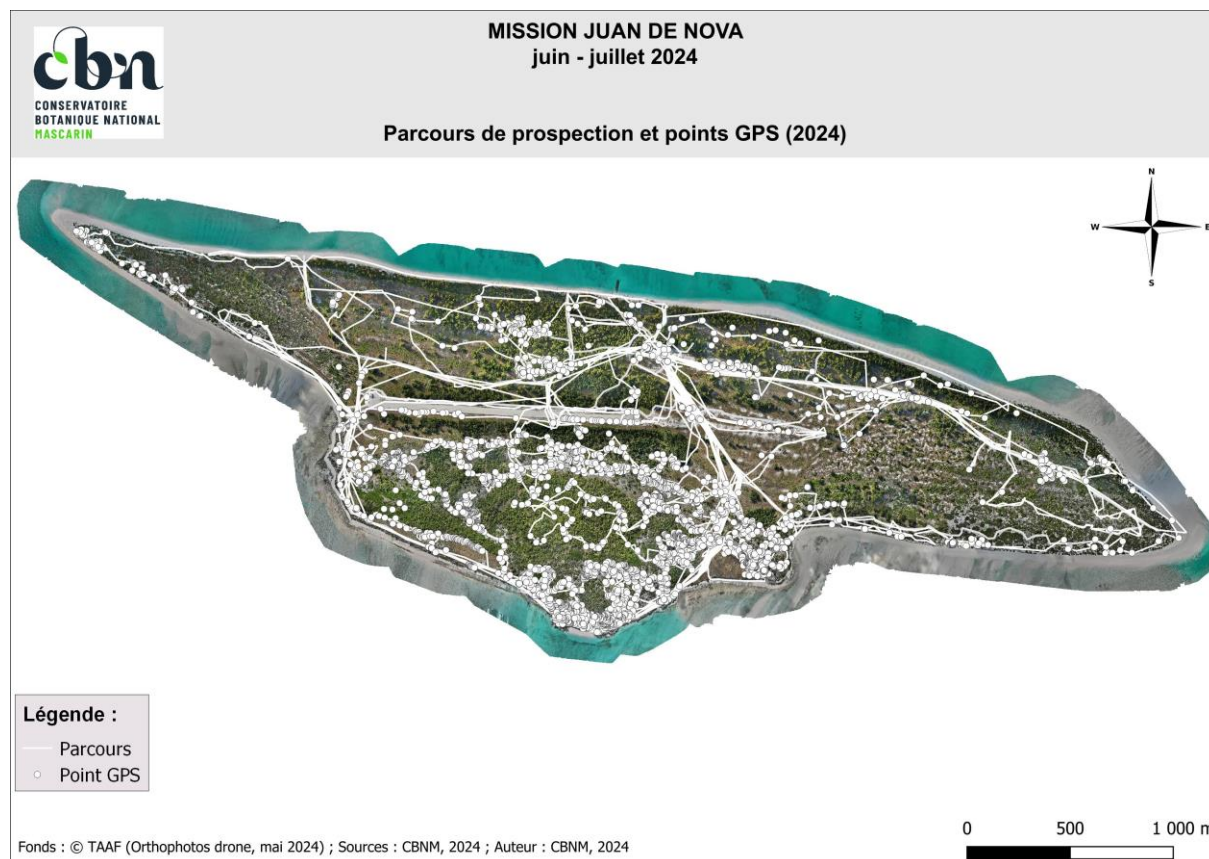 MISSION JUAN DE NOVA
juin - juillet 2024
cbn
CONSERVATOIRE
BOTANIQUE NATIONAL
MASCARIN
Parcours de prospection et points GPS (2024)
N
W
E
S
Légende :
Parcours
Point GPS
0 500 1 000 m
Fonds : © TAAF (Orthophotos drone, mai 2024) ; Sources : CBNM, 2024 ; Auteur : CBNM, 2024